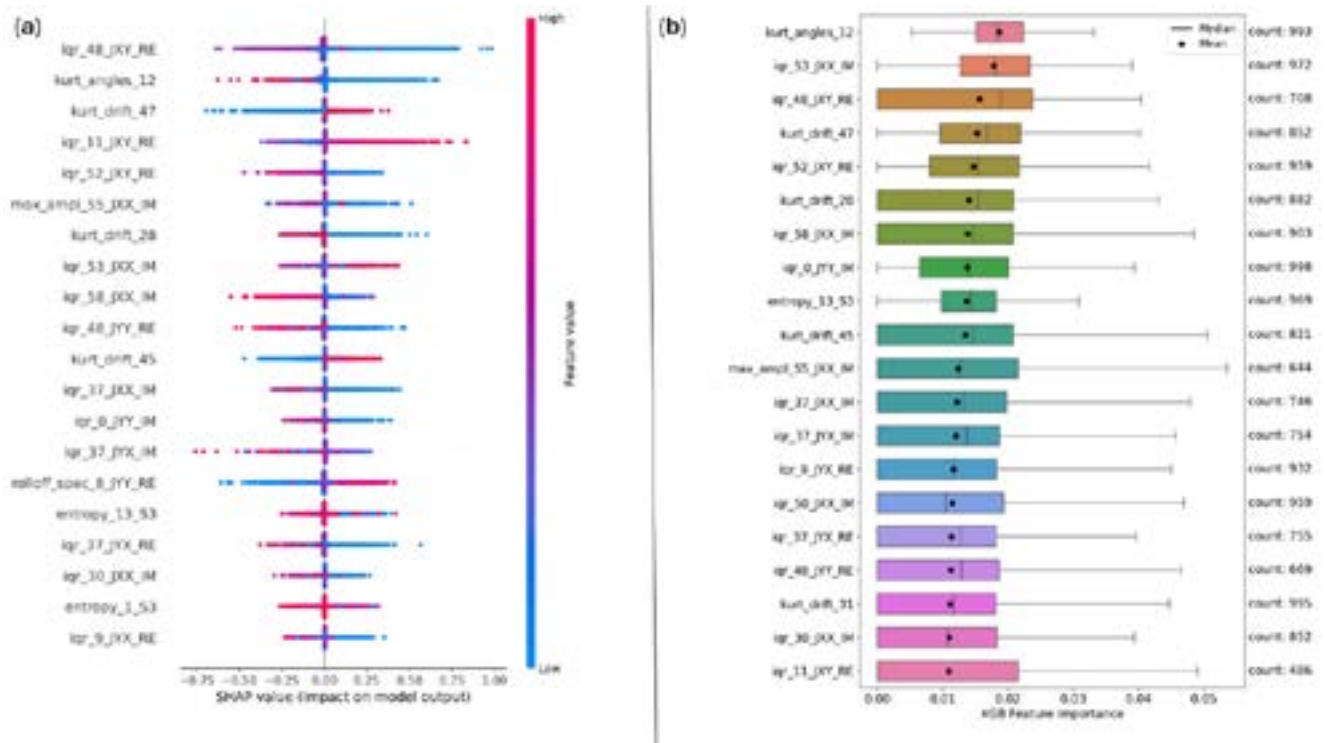 (a)
High
iqr_48_JXY_RE
kurt_angles_12
kurt_drift_47
iqr_11_JXY_RE
iqr_52_JXY_RE
max_ampl_55_JXX_IM
kurt_drift_28
iqr_53_JXX_IM
iqr_58_JXX_IM
iqr_48_JYY_RE
kurt_drift_45
iqr_37_JXX_IM
iqr_0_JYY_IM
iqr_37_JYX_IM
rolloff_spec_8_JYY_RE
entropy_13_S3
iqr_37_JYX_RE
iqr_30_JXX_IM
entropy_1_S3
iqr_9_JYX_RE
Feature value
Low
−0.75 −0.50 −0.25 0.00 0.25 0.50 0.75 1.00
SHAP value (impact on model output)
(b)
Median
Mean
kurt_angles_12 count: 993
iqr_53_JXX_IM count: 972
iqr_48_JXY_RE count: 708
kurt_drift_47 count: 852
iqr_52_JXY_RE count: 959
kurt_drift_28 count: 882
iqr_58_JXX_IM count: 903
iqr_0_JYY_IM count: 998
entropy_13_S3 count: 969
kurt_drift_45 count: 821
max_ampl_55_JXX_IM count: 644
iqr_37_JXX_IM count: 746
iqr_37_JYX_IM count: 754
iqr_9_JYX_RE count: 932
iqr_50_JXX_IM count: 939
iqr_37_JYX_RE count: 755
iqr_48_JYY_RE count: 669
kurt_drift_31 count: 995
iqr_30_JXX_IM count: 852
iqr_11_JXY_RE count: 486
0.00 0.01 0.02 0.03 0.04 0.05
XGB Feature Importance